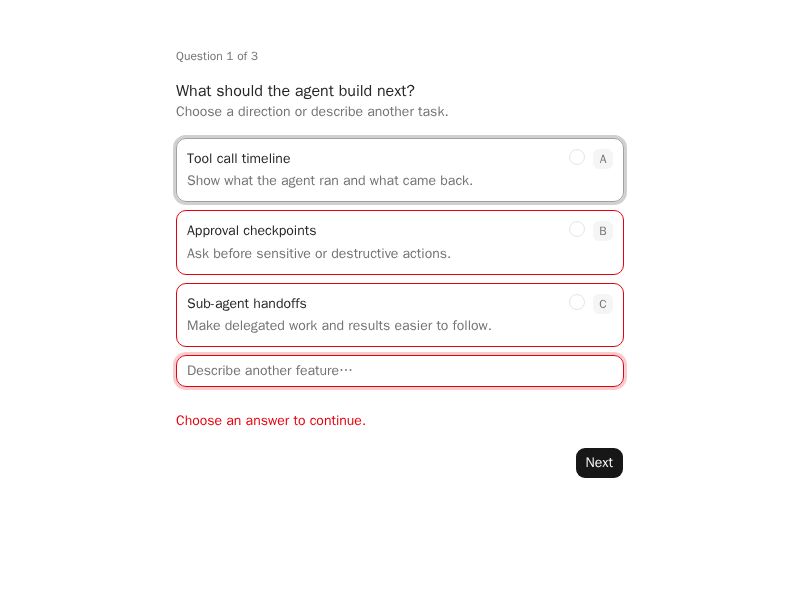 Question 1 of 3
What should the agent build next?
Choose a direction or describe another task.
Tool call timeline
A
Show what the agent ran and what came back.
Approval checkpoints
B
Ask before sensitive or destructive actions.
Sub-agent handoffs
C
Make delegated work and results easier to follow.
Describe another feature…
Choose an answer to continue.
Next